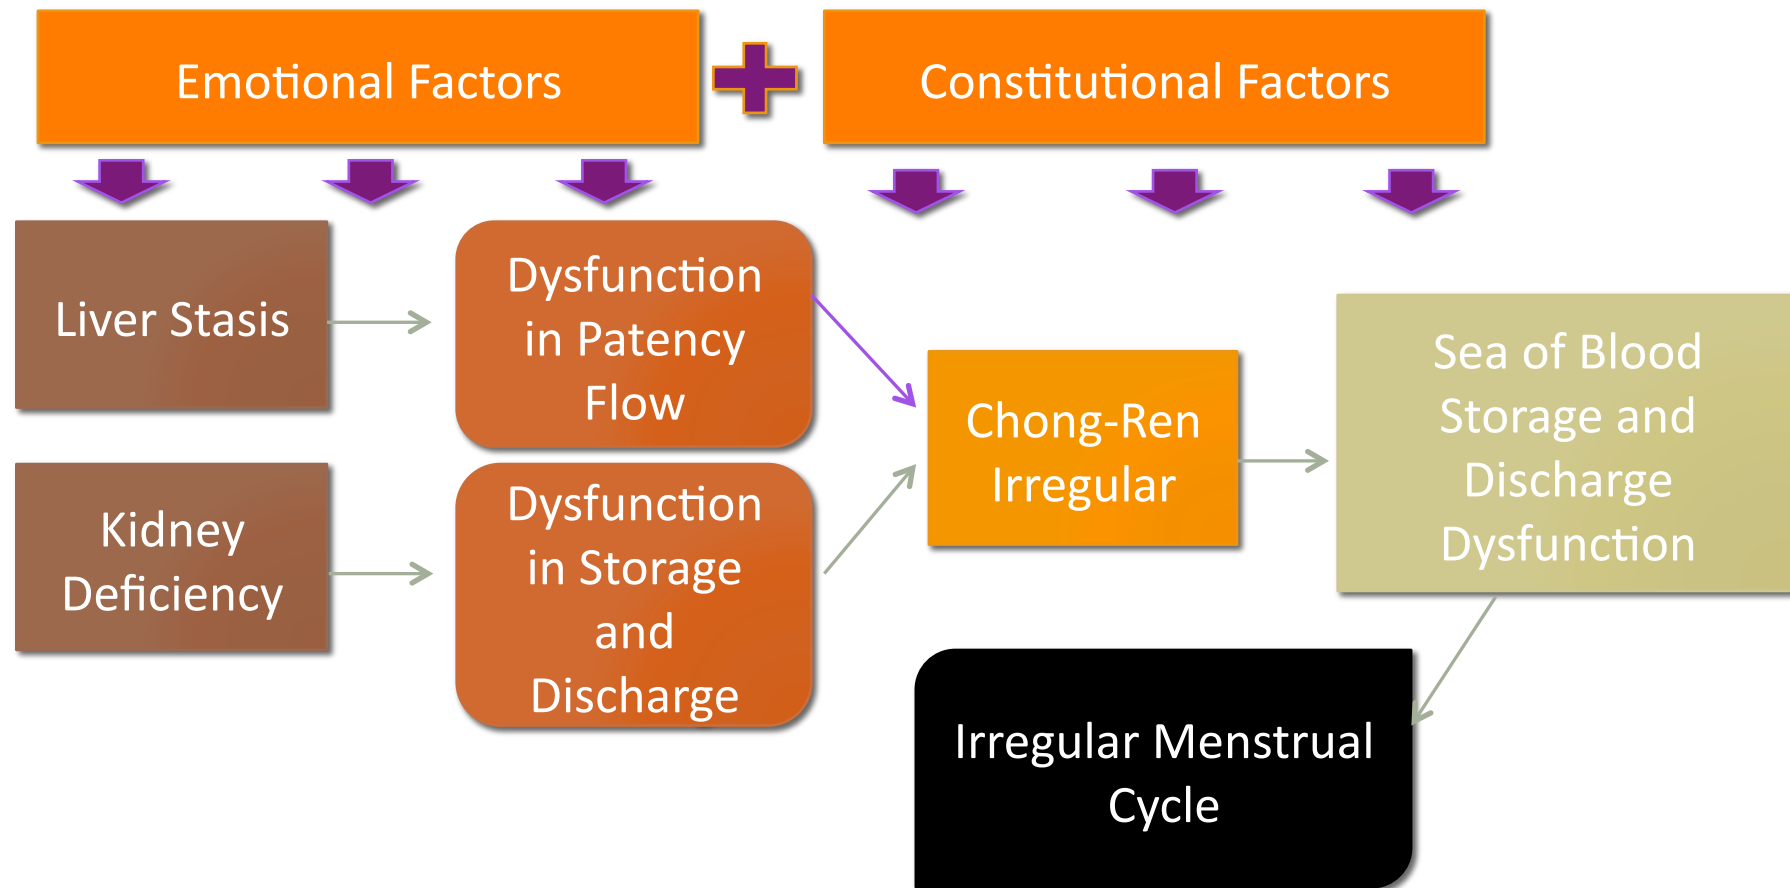 Emotional Factors
Constitutional Factors
Liver Stasis
Dysfunction
in Patency
Flow
Kidney
Deficiency
Dysfunction
in Storage
and
Discharge
Chong-Ren
Irregular
Sea of Blood
Storage and
Discharge
Dysfunction
Irregular Menstrual
Cycle